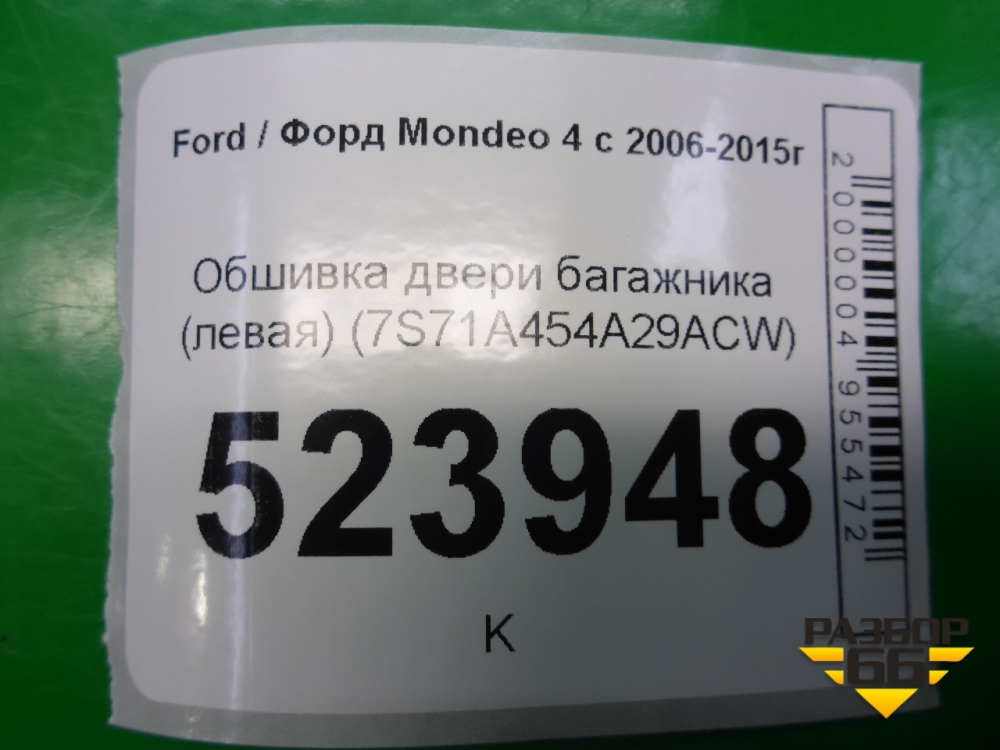 Ford / Форд Mondeo 4 с 2006-2015г
Обшивка двери багажника
(левая) (7S71A454A29ACW)
523948
К
2000004955472
РАЗБОР
66